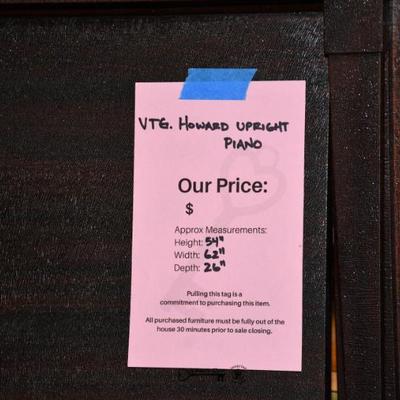 VTG. HOWARD UPRIGHT
PIANO
Our Price:
$
Approx Measurements:
Height: 54"
Width: 62"
Depth: 26"
Pulling this tag is a
commitment to purchasing this item.
All purchased furniture must be fully out of the
house 30 minutes prior to sale closing.